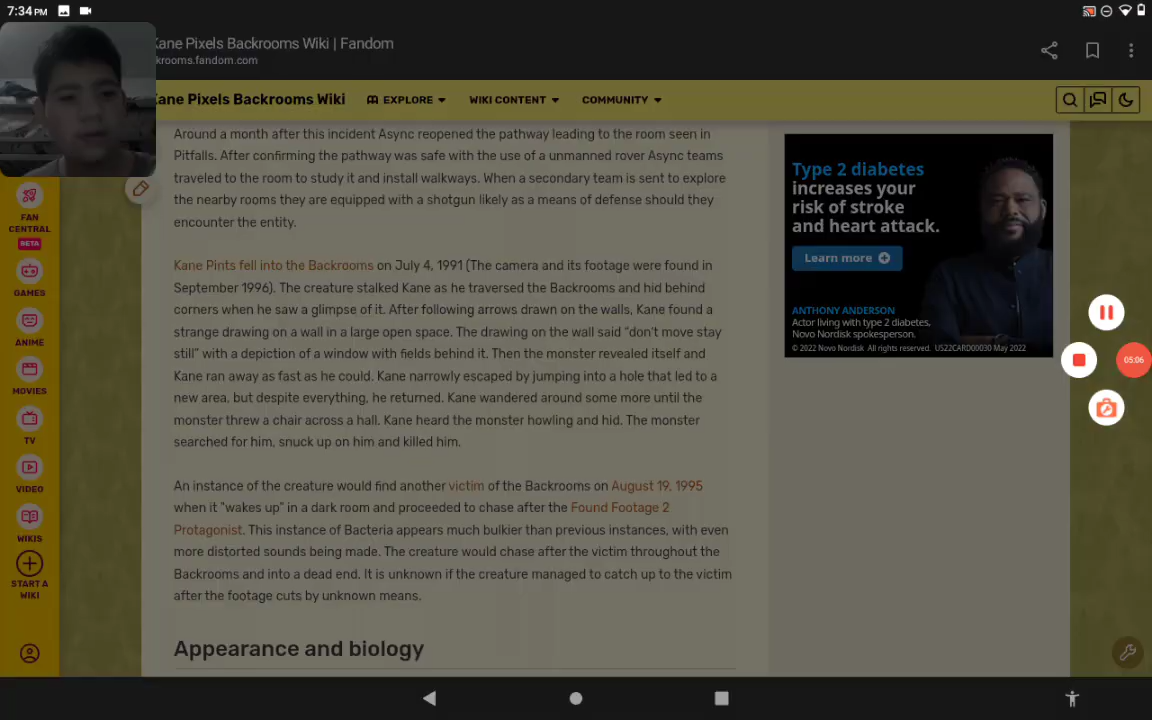 7:34 PM
Kane Pixels Backrooms Wiki | Fandom
krooms.fandom.com
Kane Pixels Backrooms Wiki
EXPLORE
WIKI CONTENT
COMMUNITY
FAN
CENTRAL
BETA
GAMES
ANIME
MOVIES
TV
VIDEO
WIKIS
START A
WIKI
Around a month after this incident Async reopened the pathway leading to the room seen in
Pitfalls. After confirming the pathway was safe with the use of a unmanned rover Async teams
traveled to the room to study it and install walkways. When a secondary team is sent to explore
the nearby rooms they are equipped with a shotgun likely as a means of defense should they
encounter the entity.
Kane Pints fell into the Backrooms on July 4, 1991 (The camera and its footage were found in
September 1996). The creature stalked Kane as he traversed the Backrooms and hid behind
corners when he saw a glimpse of it. After following arrows drawn on the walls, Kane found a
strange drawing on a wall in a large open space. The drawing on the wall said "don't move stay
still" with a depiction of a window with fields behind it. Then the monster revealed itself and
Kane ran away as fast as he could. Kane narrowly escaped by jumping into a hole that led to a
new area, but despite everything, he returned. Kane wandered around some more until the
monster threw a chair across a hall. Kane heard the monster howling and hid. The monster
searched for him, snuck up on him and killed him.
An instance of the creature would find another victim of the Backrooms on August 19, 1995
when it "wakes up" in a dark room and proceeded to chase after the Found Footage 2
Protagonist. This instance of Bacteria appears much bulkier than previous instances, with even
more distorted sounds being made. The creature would chase after the victim throughout the
Backrooms and into a dead end. It is unknown if the creature managed to catch up to the victim
after the footage cuts by unknown means.
Appearance and biology
Type 2 diabetes
increases your
risk of stroke
and heart attack.
Learn more
ANTHONY ANDERSON
Actor living with type 2 diabetes,
Novo Nordisk spokesperson.
© 2022 Novo Nordisk All rights reserved. US22CARD00030 May 2022
05:06